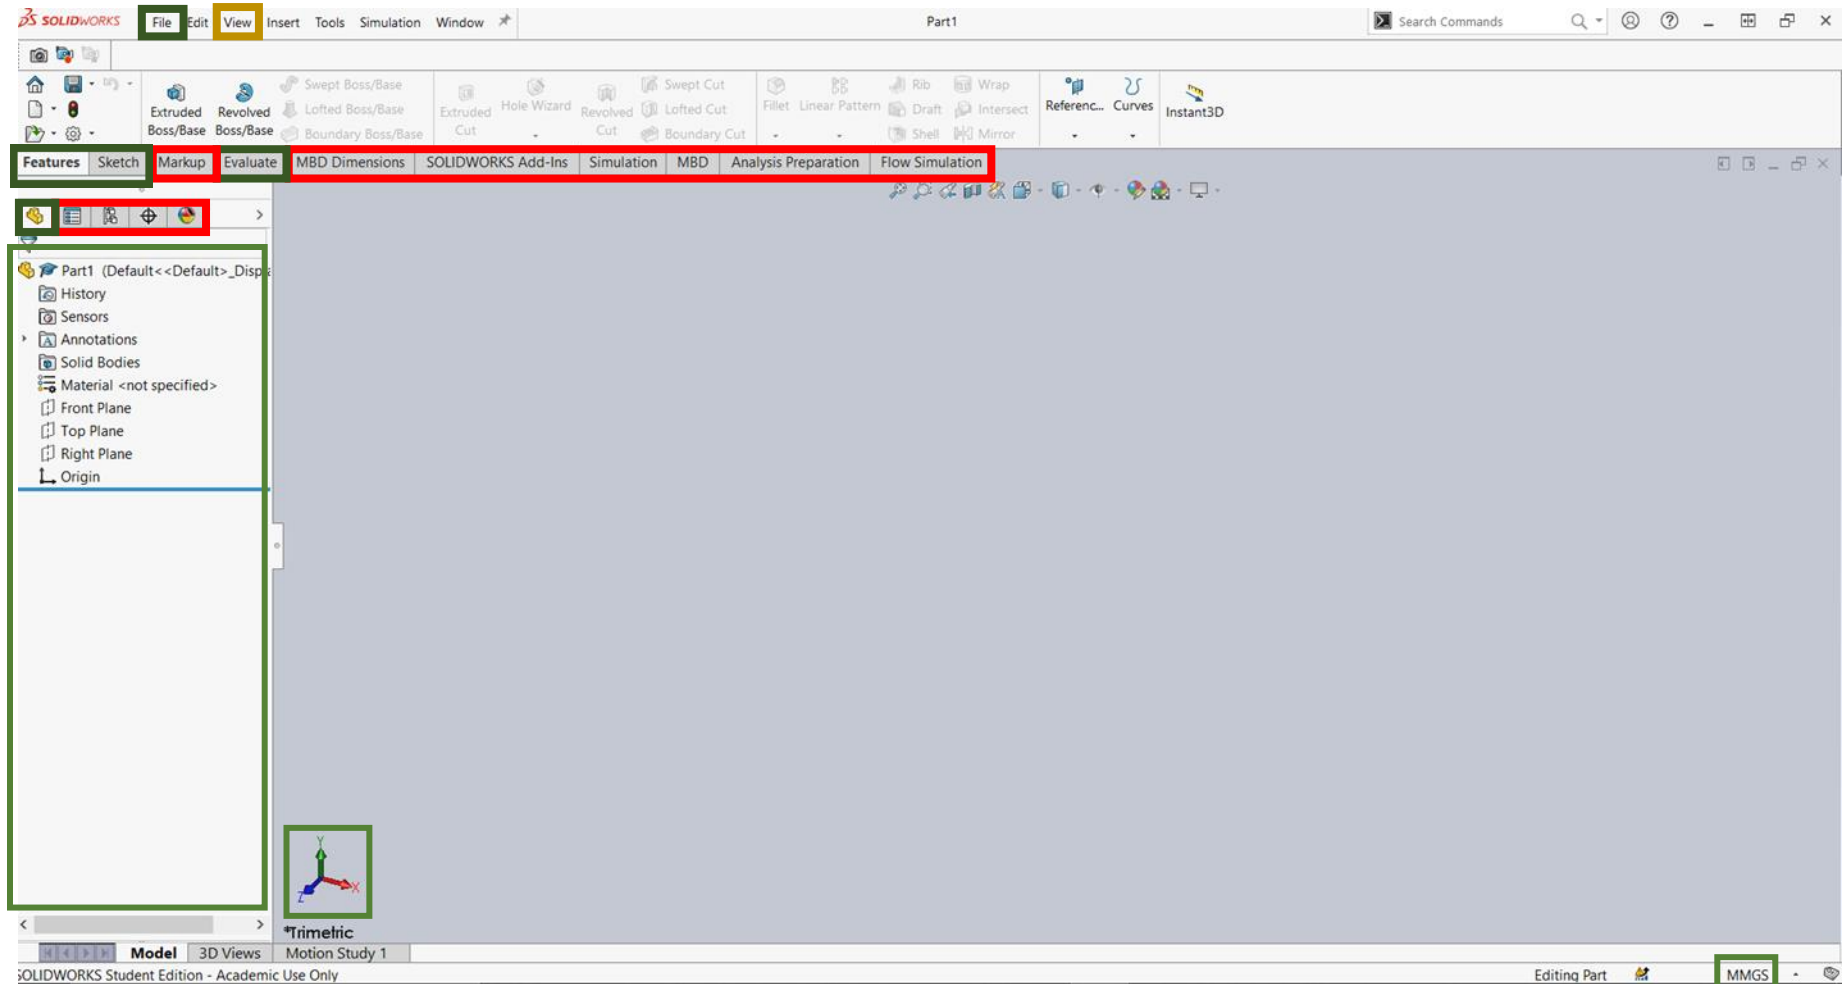 SOLIDWORKS File Edit View Insert Tools Simulation Window Part1 Search Commands
Swept Boss/Base Swept Cut Rib Wrap
Extruded Boss/Base Revolved Boss/Base Lofted Boss/Base Extruded Cut Hole Wizard Revolved Cut Lofted Cut Fillet Linear Pattern Draft Intersect Referenc... Curves Instant3D
Boundary Boss/Base Boundary Cut Shell Mirror
Features Sketch Markup Evaluate MBD Dimensions SOLIDWORKS Add-Ins Simulation MBD Analysis Preparation Flow Simulation
Part1 (Default<<Default>_Disp
History
Sensors
Annotations
Solid Bodies
Material <not specified>
Front Plane
Top Plane
Right Plane
Origin
Y
X
Z
*Trimetric
Model 3D Views Motion Study 1
SOLIDWORKS Student Edition - Academic Use Only Editing Part MMGS